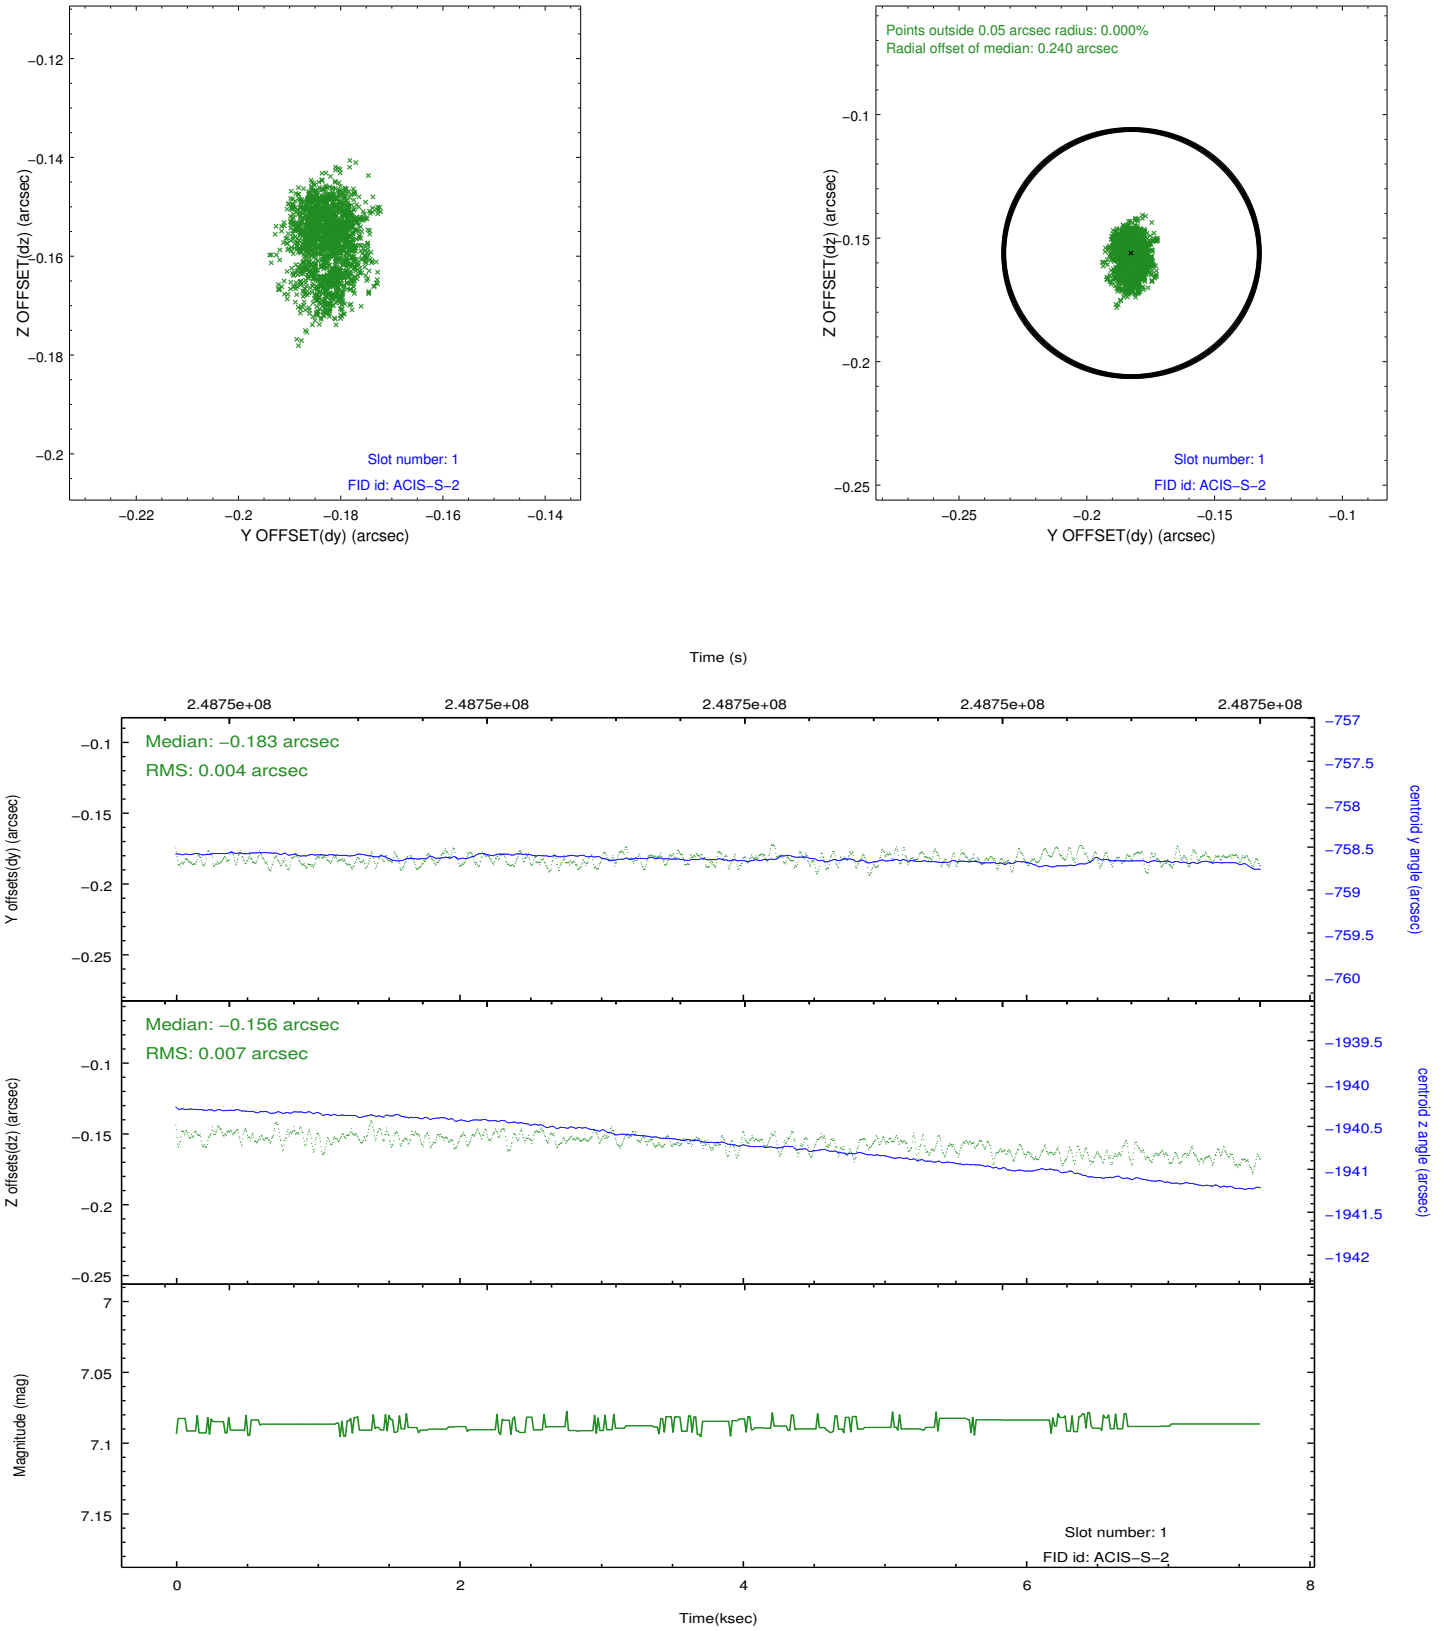 −0.12
−0.14
−0.16
−0.18
−0.2
Z OFFSET(dz) (arcsec)
Slot number: 1
FID id: ACIS−S−2
−0.22
−0.2
−0.18
−0.16
−0.14
Y OFFSET(dy) (arcsec)
Points outside 0.05 arcsec radius: 0.000%
Radial offset of median: 0.240 arcsec
−0.1
−0.15
−0.2
−0.25
Z OFFSET(dz) (arcsec)
Slot number: 1
FID id: ACIS−S−2
−0.25
−0.2
−0.15
−0.1
Y OFFSET(dy) (arcsec)
Time (s)
2.4875e+08
2.4875e+08
2.4875e+08
2.4875e+08
2.4875e+08
Median: −0.183 arcsec
RMS: 0.004 arcsec
−0.1
−0.15
−0.2
−0.25
Y offsets(dy) (arcsec)
−757
−757.5
−758
−758.5
−759
−759.5
−760
centroid y angle (arcsec)
Median: −0.156 arcsec
RMS: 0.007 arcsec
−0.1
−0.15
−0.2
−0.25
Z offsets(dz) (arcsec)
−1939.5
−1940
−1940.5
−1941
−1941.5
−1942
centroid z angle (arcsec)
7
7.05
7.1
7.15
Magnitude (mag)
Slot number: 1
FID id: ACIS−S−2
0
2
4
6
8
Time(ksec)